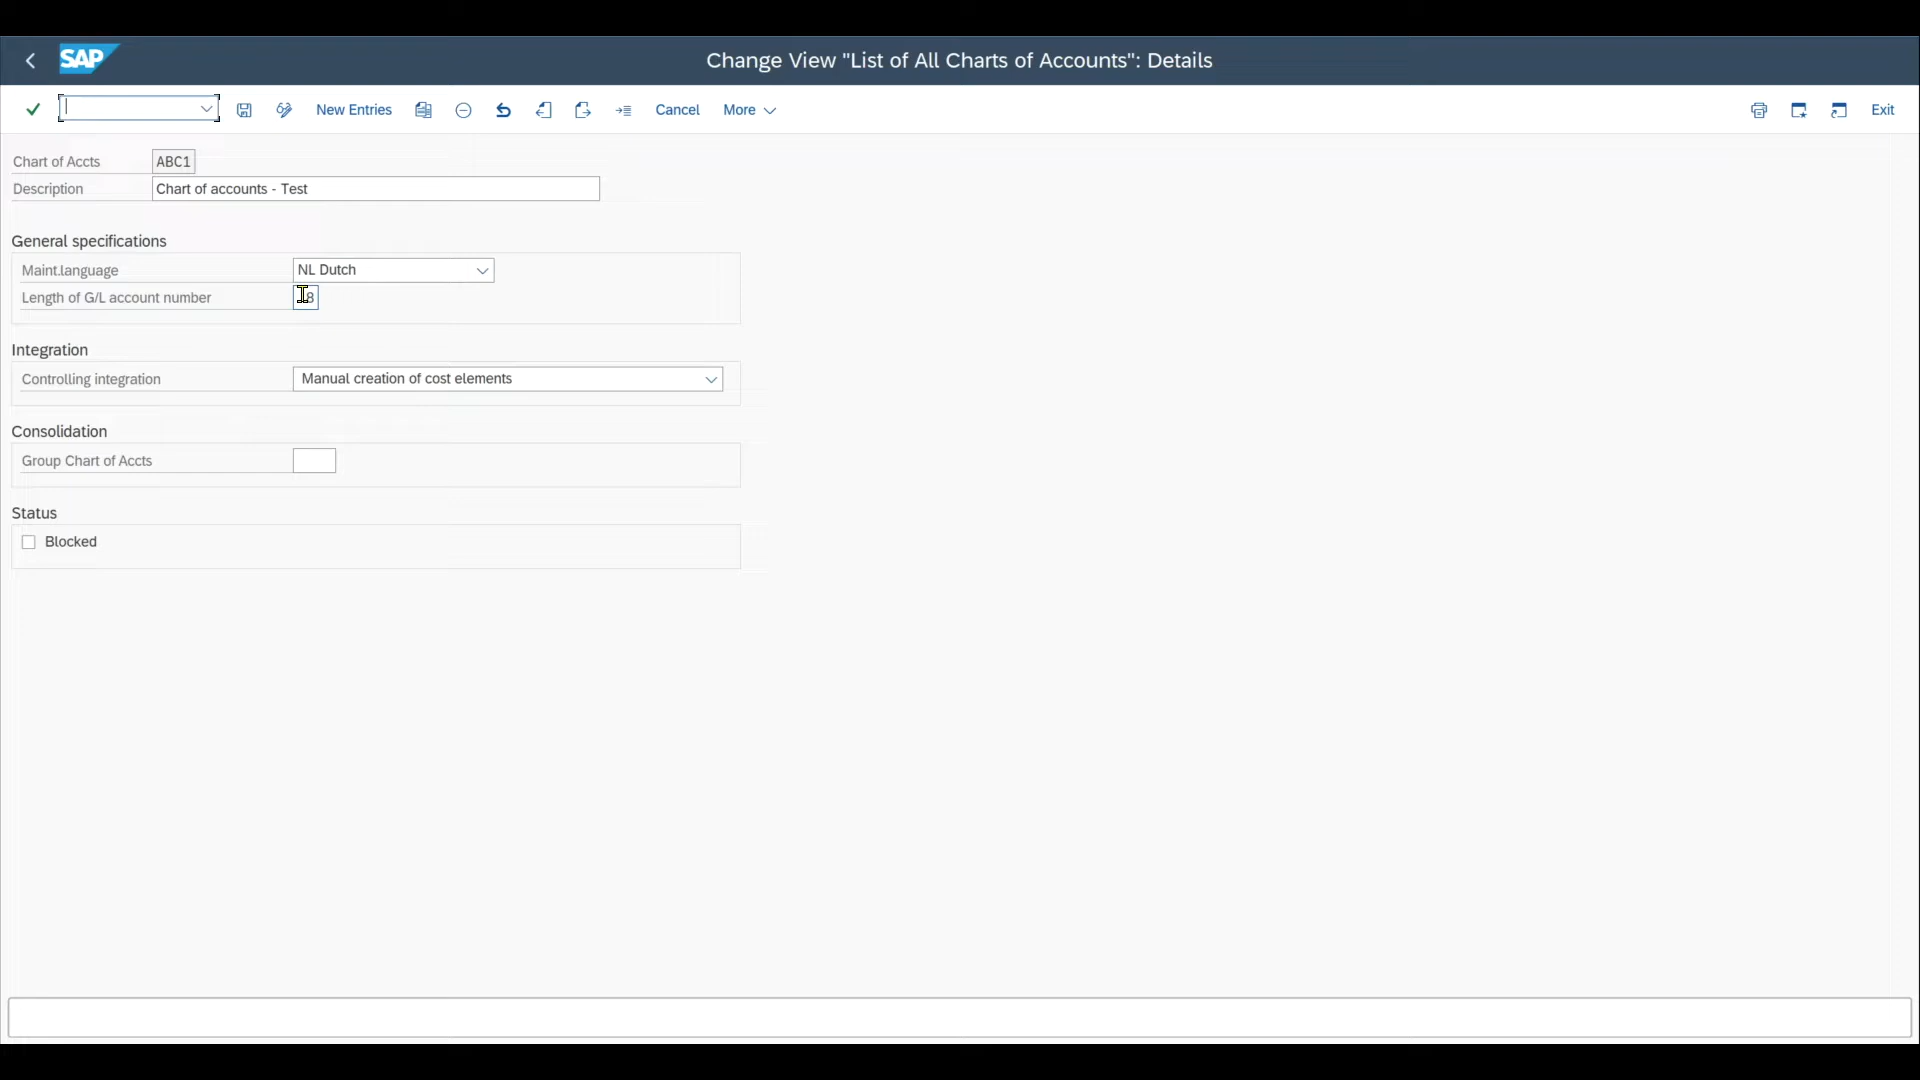 SAP
Change View "List of All Charts of Accounts": Details
New Entries
Cancel
More
Exit
Chart of Accts ABC1
Description Chart of accounts - Test
General specifications
Maint.language NL Dutch
Length of G/L account number 8
Integration
Controlling integration Manual creation of cost elements
Consolidation
Group Chart of Accts
Status
Blocked